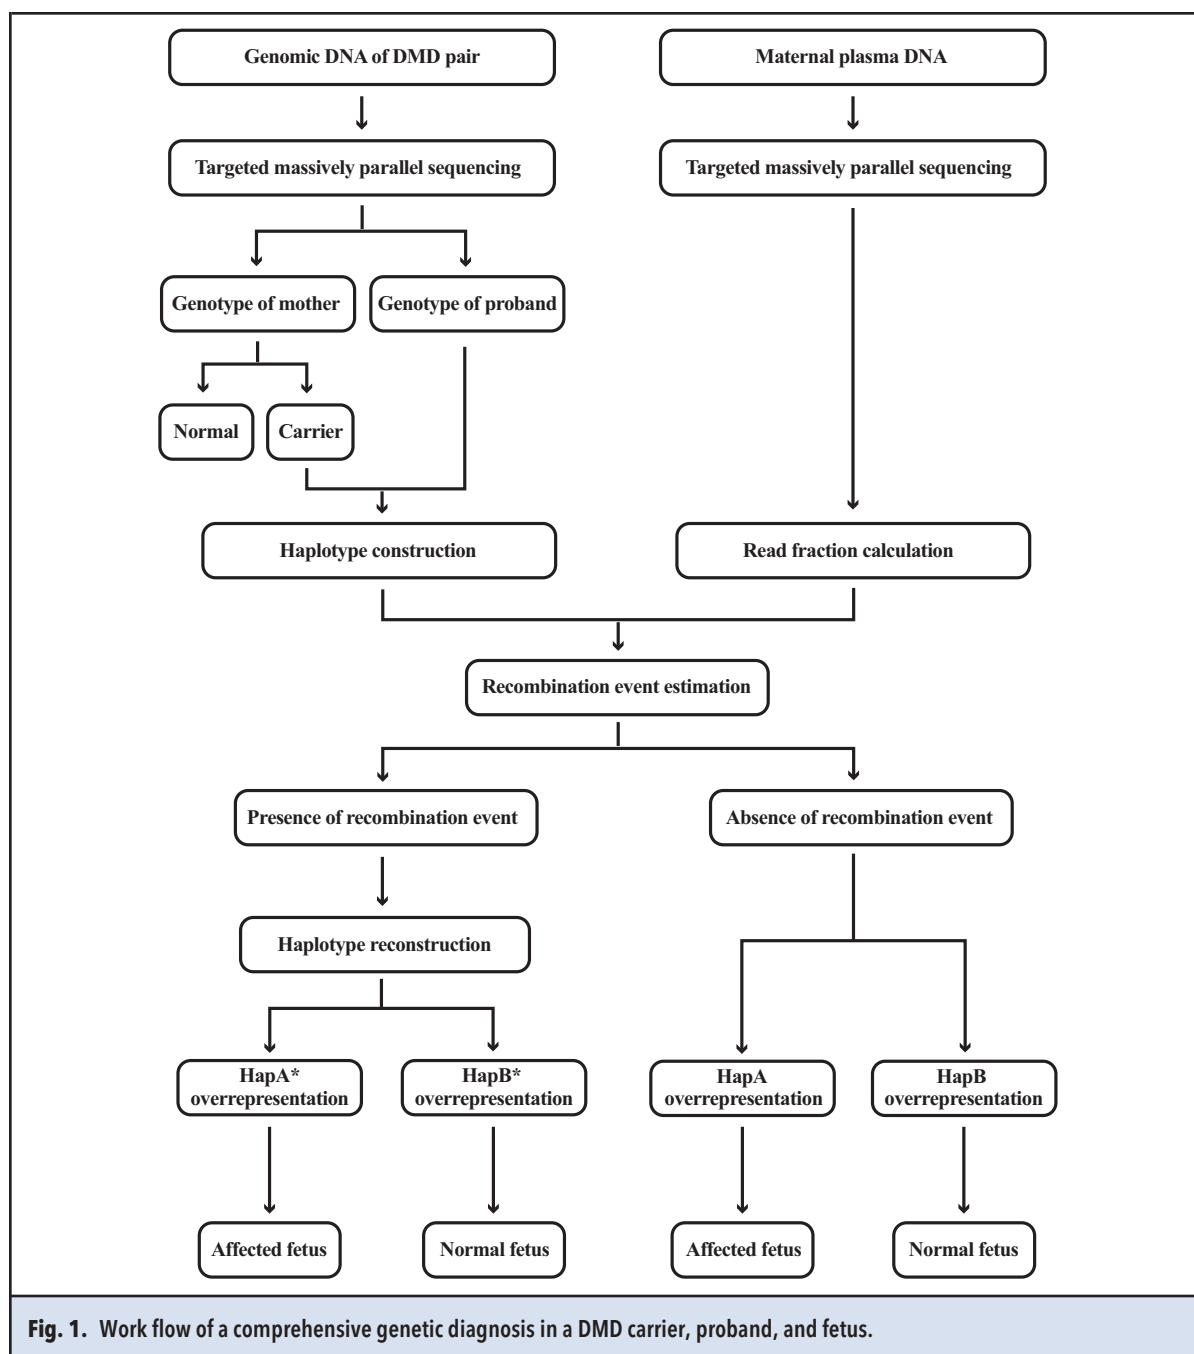 Genomic DNA of DMD pair
Maternal plasma DNA
Targeted massively parallel sequencing
Targeted massively parallel sequencing
Genotype of mother
Genotype of proband
Normal
Carrier
Haplotype construction
Read fraction calculation
Recombination event estimation
Presence of recombination event
Absence of recombination event
Haplotype reconstruction
HapA*
overrepresentation
HapB*
overrepresentation
HapA
overrepresentation
HapB
overrepresentation
Affected fetus
Normal fetus
Affected fetus
Normal fetus
Fig. 1. Work flow of a comprehensive genetic diagnosis in a DMD carrier, proband, and fetus.